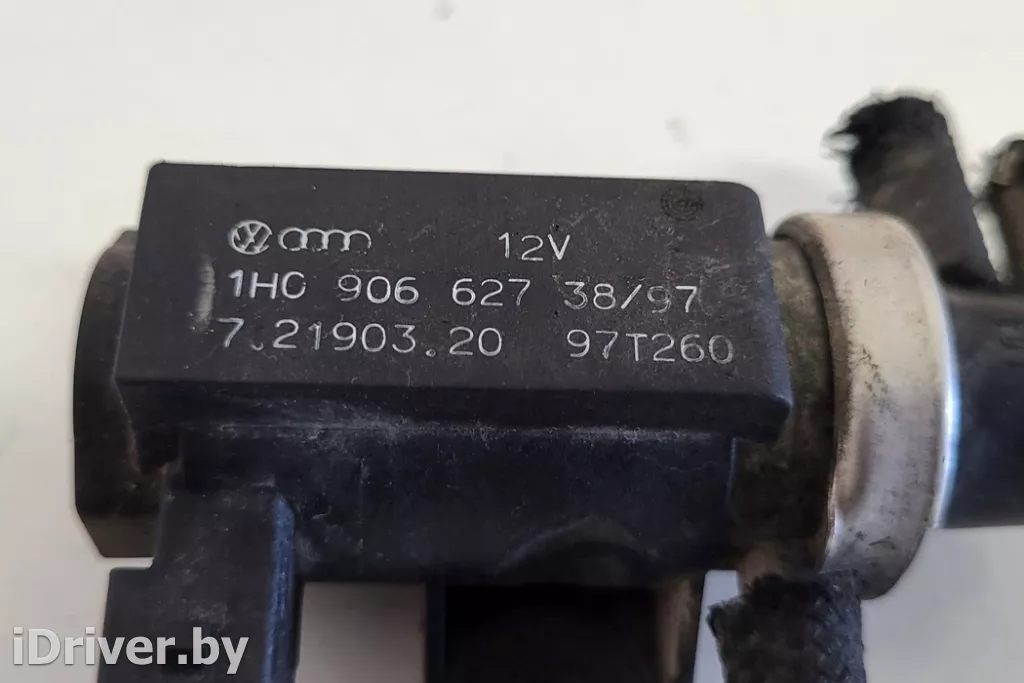 12V
1H0 906 627 38/97
7.21903.20 97T260
iDriver.by